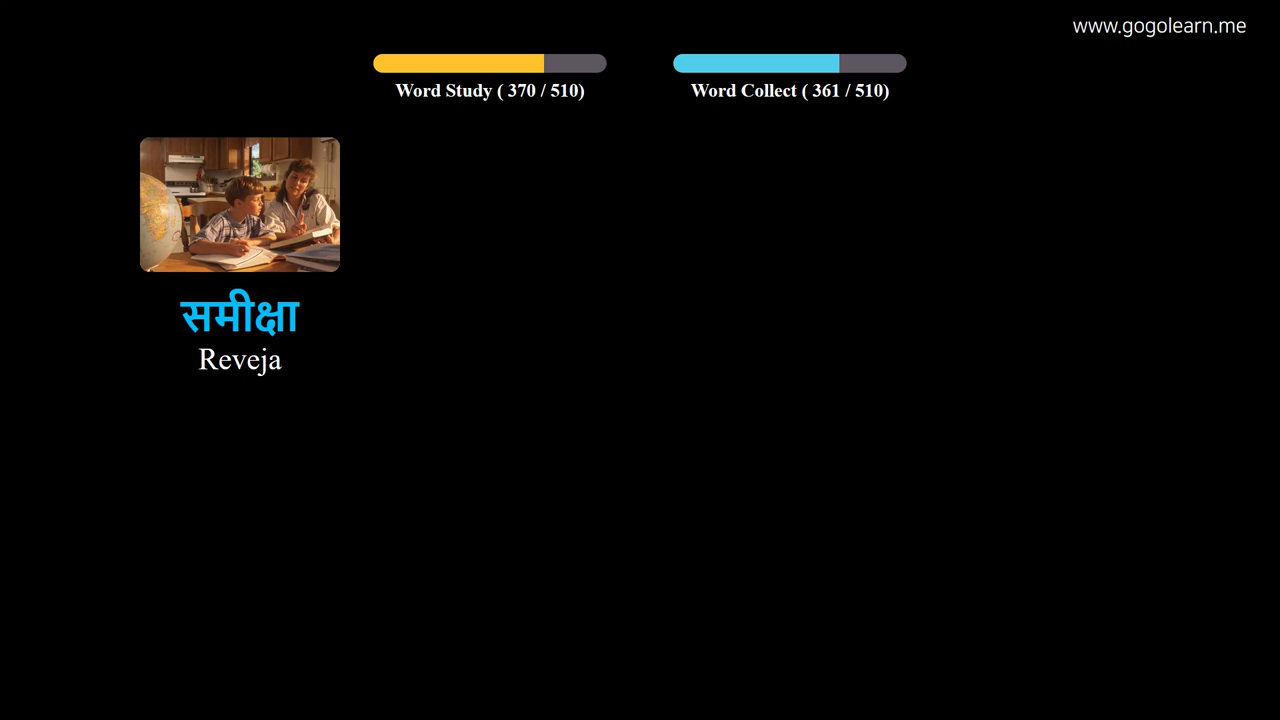 www.gogolearn.me
Word Study ( 370 / 510)
Word Collect ( 361 / 510)
समीक्षा
Reveja